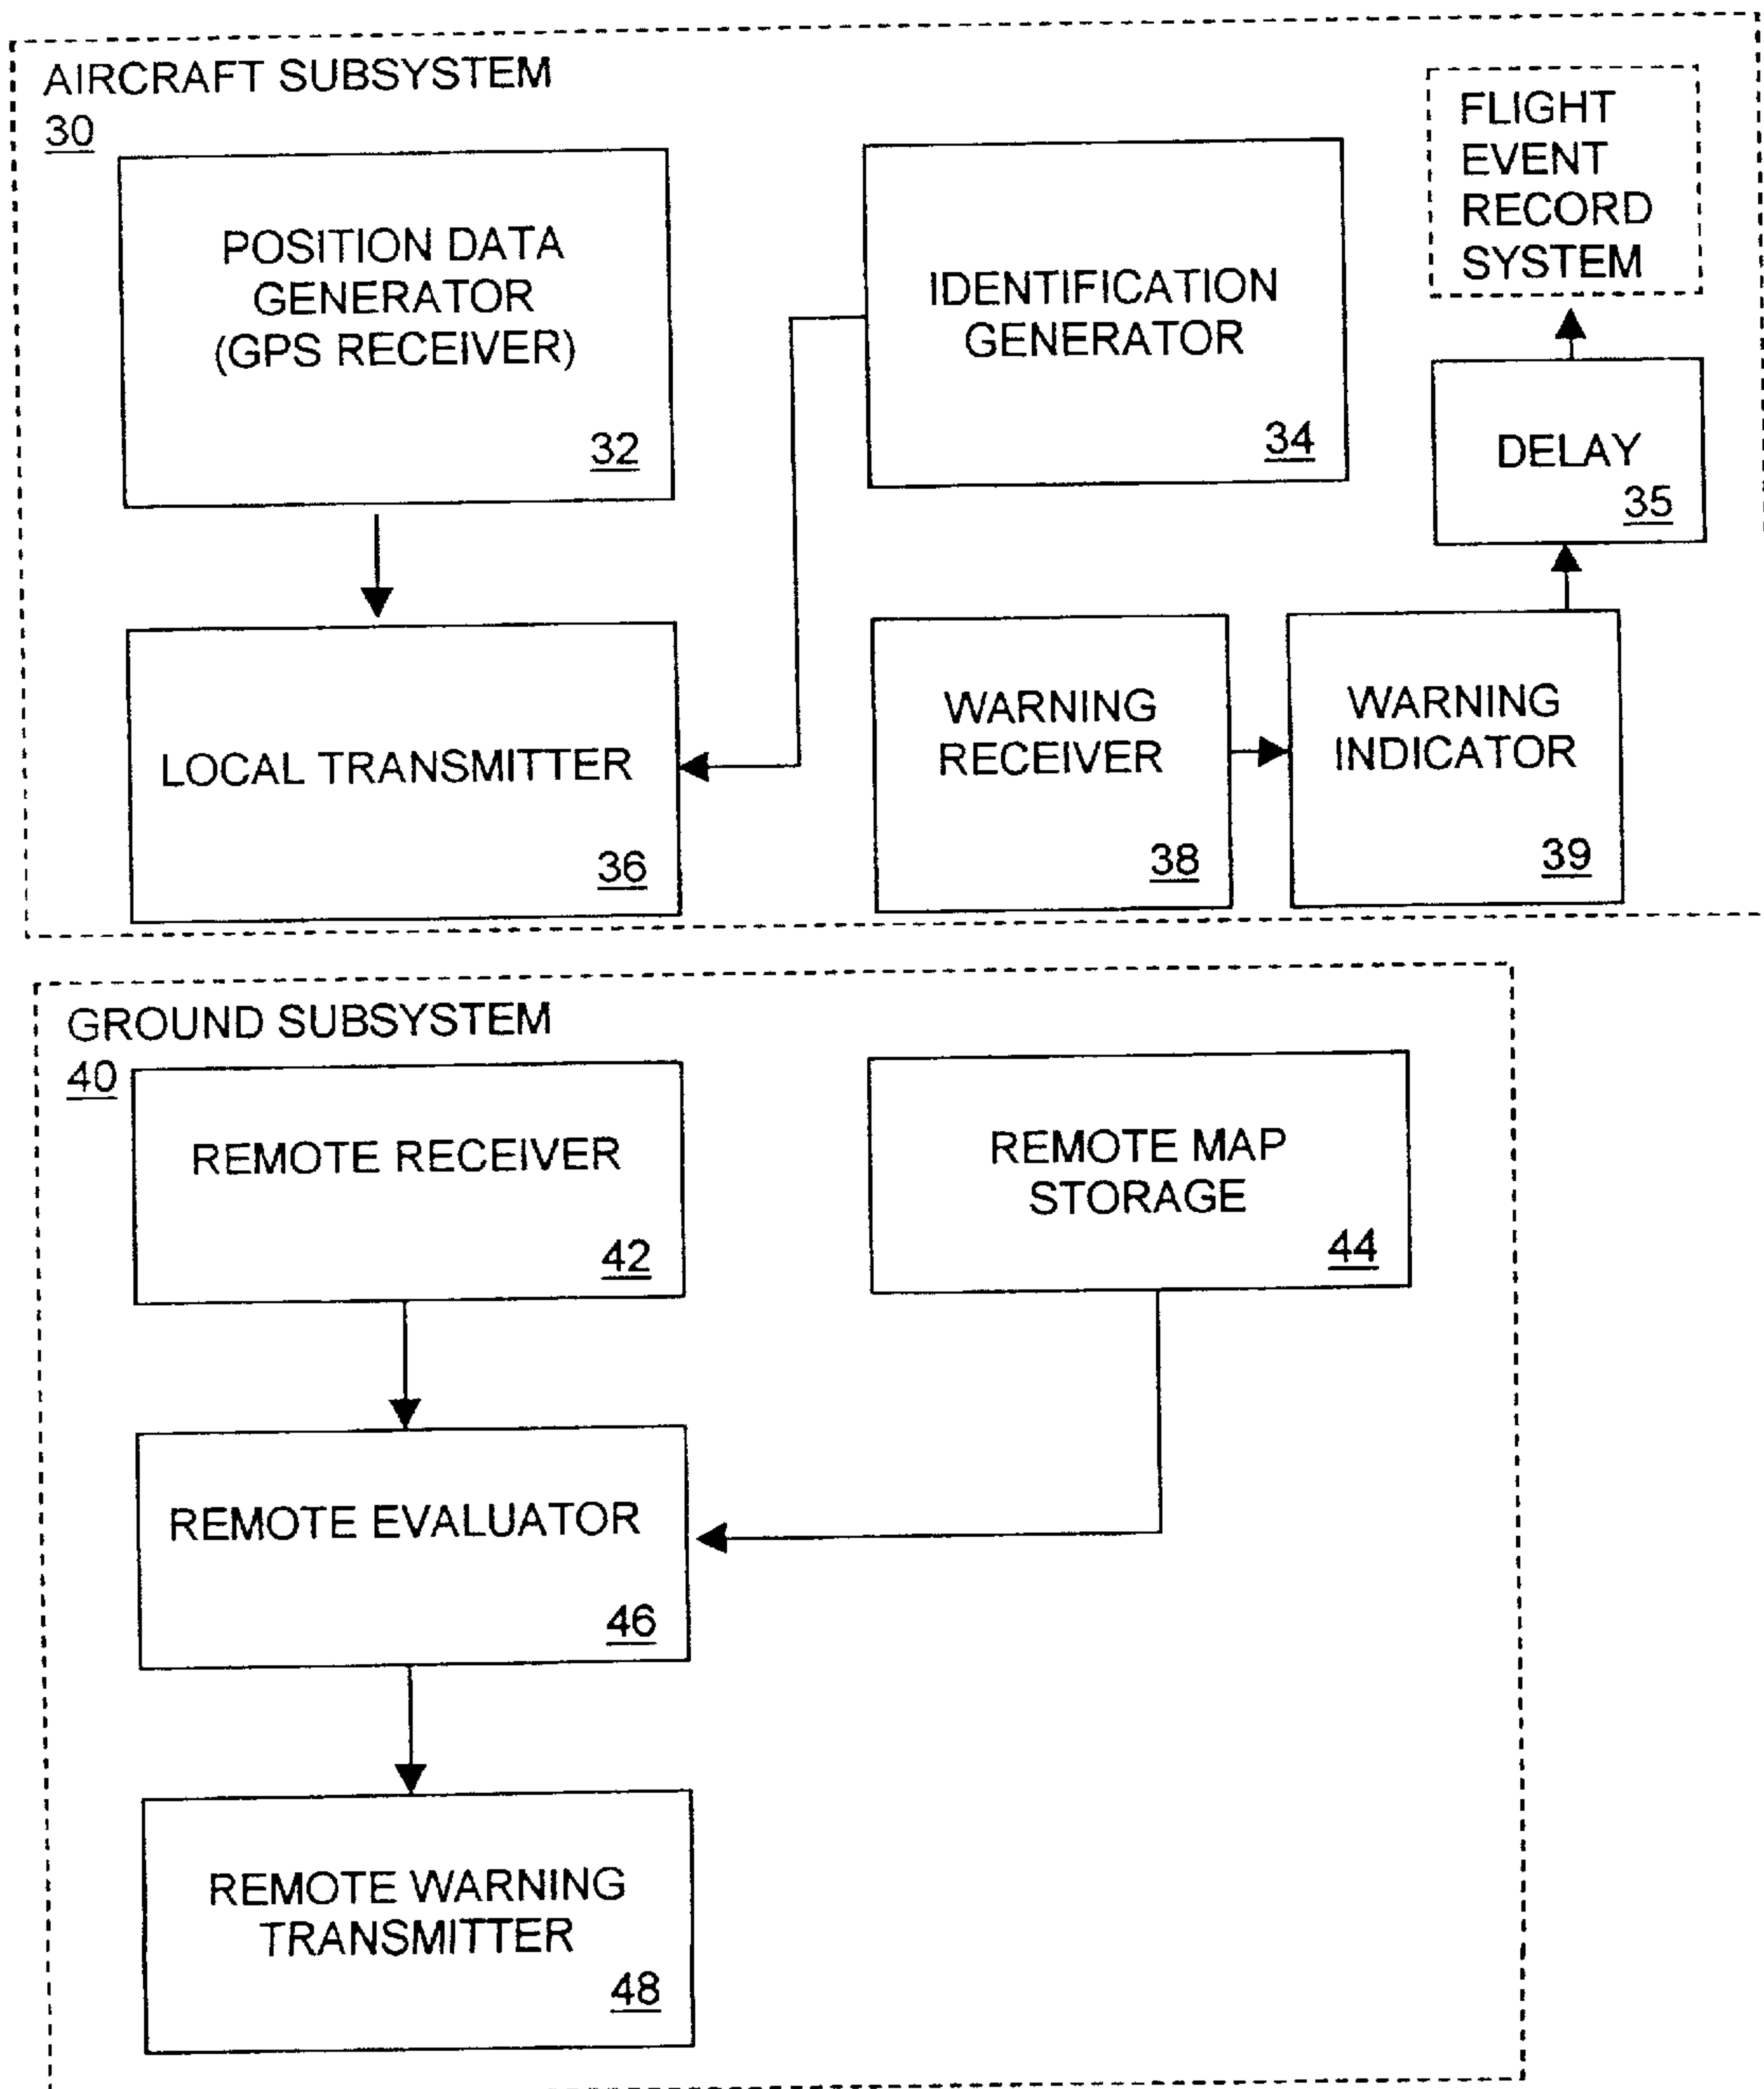 AIRCRAFT SUBSYSTEM
30
POSITION DATA
GENERATOR
(GPS RECEIVER)
32
IDENTIFICATION
GENERATOR
34
FLIGHT
EVENT
RECORD
SYSTEM
DELAY
35
LOCAL TRANSMITTER
36
WARNING
RECEIVER
38
WARNING
INDICATOR
39
GROUND SUBSYSTEM
40
REMOTE RECEIVER
42
REMOTE MAP
STORAGE
44
REMOTE EVALUATOR
46
REMOTE WARNING
TRANSMITTER
48